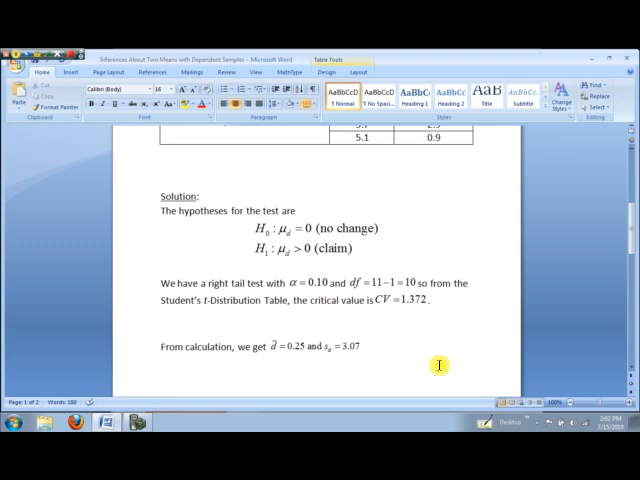 Inferences About Two Means with Dependent Samples - Microsoft Word
Table Tools
Home Insert Page Layout References Mailings Review View MathType Design Layout
Paste
Cut
Copy
Format Painter
Clipboard
Calibri (Body) 16
Font
Paragraph
AaBbCcD AaBbCcD AaBbC AaBbCc AaB AaBbCc
¶ Normal ¶ No Spaci... Heading 1 Heading 2 Title Subtitle
Change Styles
Styles
Find
Replace
Select
Editing
5.1 0.9
Solution:
The hypotheses for the test are
H₀ : μ_d = 0 (no change)
H₁ : μ_d > 0 (claim)
We have a right tail test with α = 0.10 and df = 11 − 1 = 10 so from the
Student's t-Distribution Table, the critical value is CV = 1.372 .
From calculation, we get d̄ = 0.25 and s_d = 3.07
Page: 1 of 2 Words: 180
100%
Desktop
2:02 PM
7/15/2010